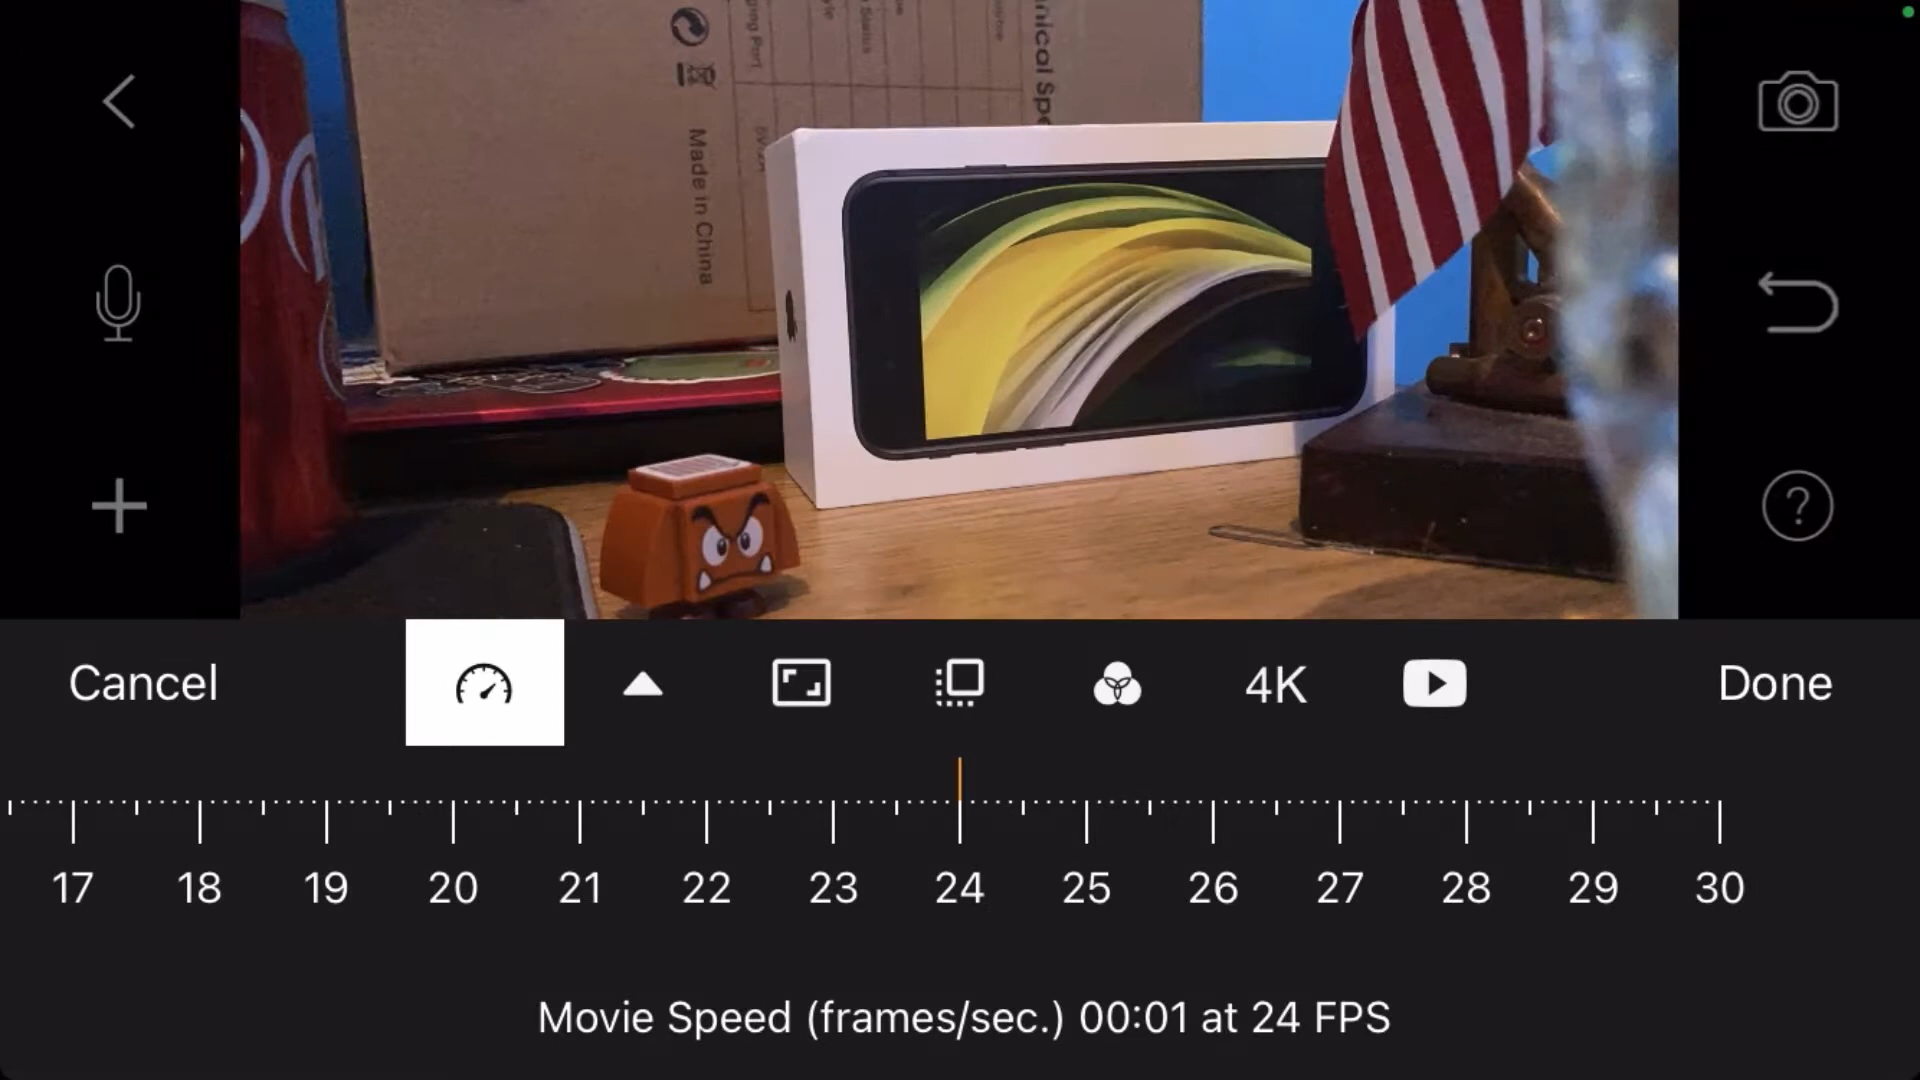 Made in China
Cancel
4K
Done
17 18 19 20 21 22 23 24 25 26 27 28 29 30
Movie Speed (frames/sec.) 00:01 at 24 FPS